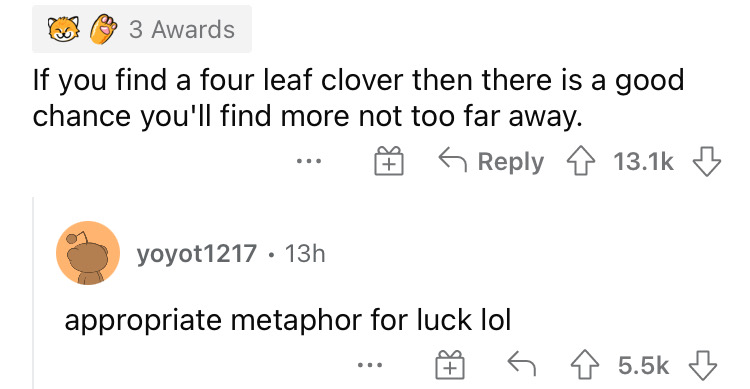 3 Awards
If you find a four leaf clover then there is a good
chance you'll find more not too far away.
Reply 13.1k
yoyot1217 • 13h
appropriate metaphor for luck lol
5.5k